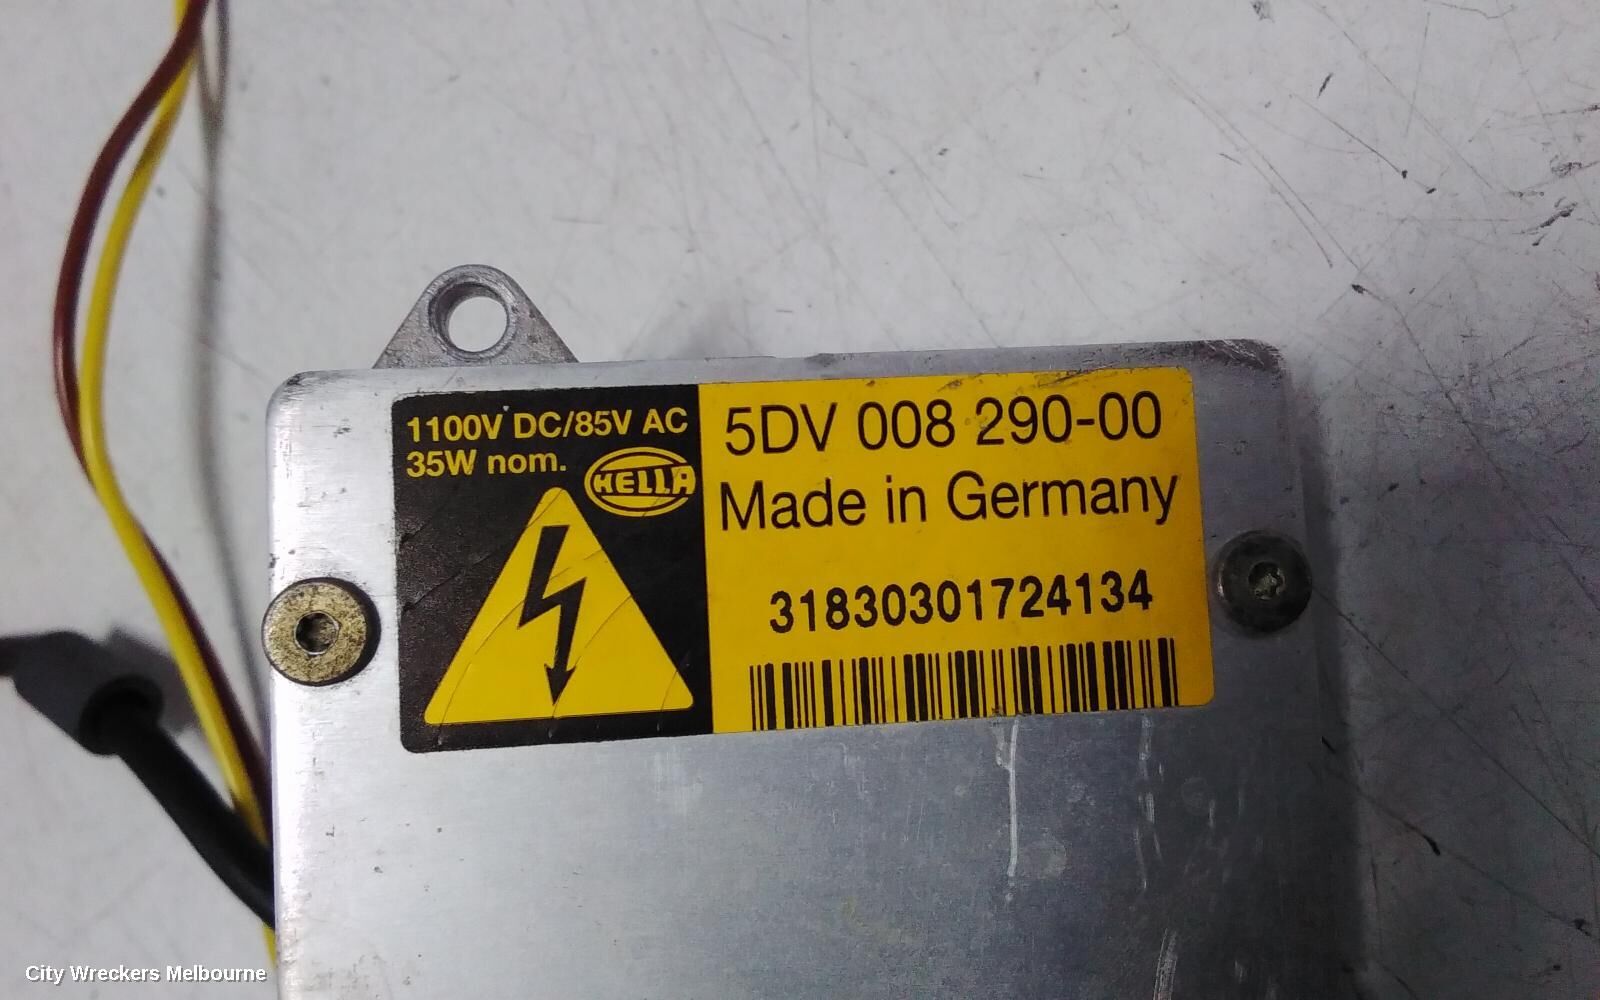 1100V DC/85V AC
35W nom.
HELLA
5DV 008 290-00
Made in Germany
31830301724134
City Wreckers Melbourne